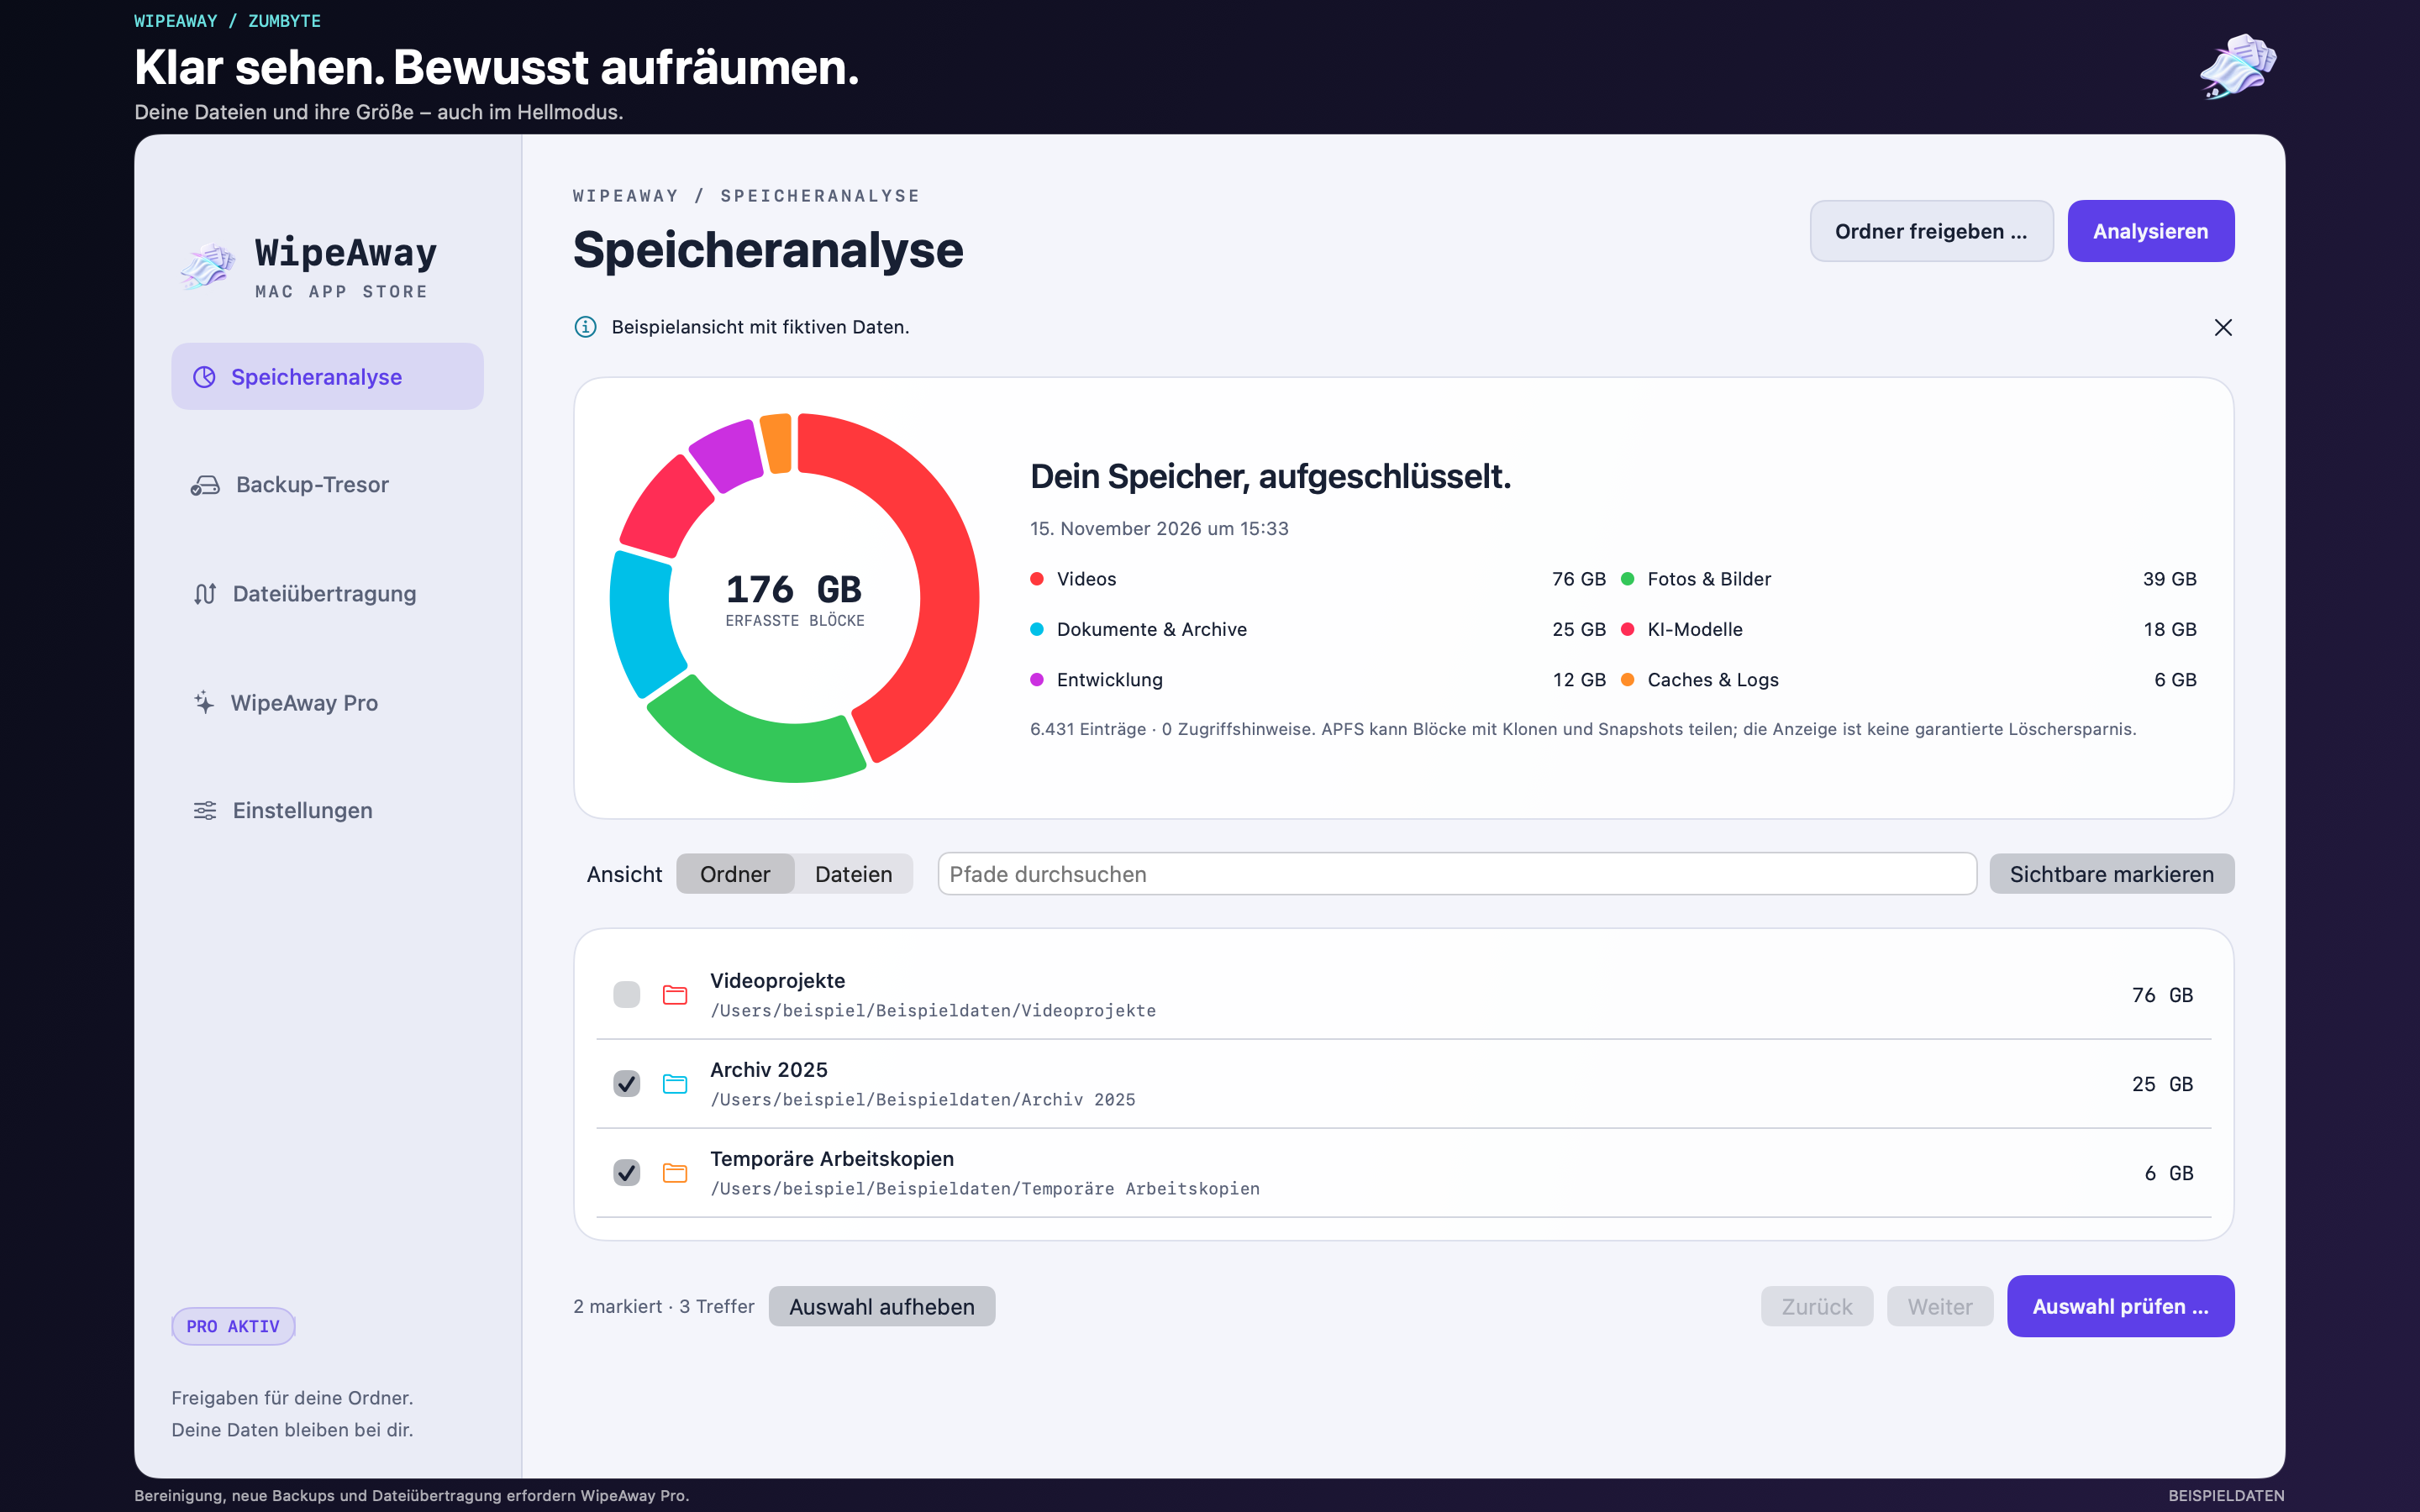 WIPEAWAY / ZUMBYTE
Klar sehen. Bewusst aufräumen.
Deine Dateien und ihre Größe – auch im Hellmodus.
WipeAway
MAC APP STORE
Speicheranalyse
Backup-Tresor
Dateiübertragung
WipeAway Pro
Einstellungen
PRO AKTIV
Freigaben für deine Ordner.
Deine Daten bleiben bei dir.
WIPEAWAY / SPEICHERANALYSE
Speicheranalyse
Ordner freigeben ...
Analysieren
Beispielansicht mit fiktiven Daten.
176 GB
ERFASSTE BLÖCKE
Dein Speicher, aufgeschlüsselt.
15. November 2026 um 15:33
Videos 76 GB Fotos & Bilder 39 GB
Dokumente & Archive 25 GB KI-Modelle 18 GB
Entwicklung 12 GB Caches & Logs 6 GB
6.431 Einträge · 0 Zugriffshinweise. APFS kann Blöcke mit Klonen und Snapshots teilen; die Anzeige ist keine garantierte Löschersparnis.
Ansicht Ordner Dateien Pfade durchsuchen Sichtbare markieren
Videoprojekte
/Users/beispiel/Beispieldaten/Videoprojekte
76 GB
Archiv 2025
/Users/beispiel/Beispieldaten/Archiv 2025
25 GB
Temporäre Arbeitskopien
/Users/beispiel/Beispieldaten/Temporäre Arbeitskopien
6 GB
2 markiert · 3 Treffer Auswahl aufheben Zurück Weiter Auswahl prüfen ...
Bereinigung, neue Backups und Dateiübertragung erfordern WipeAway Pro.
BEISPIELDATEN